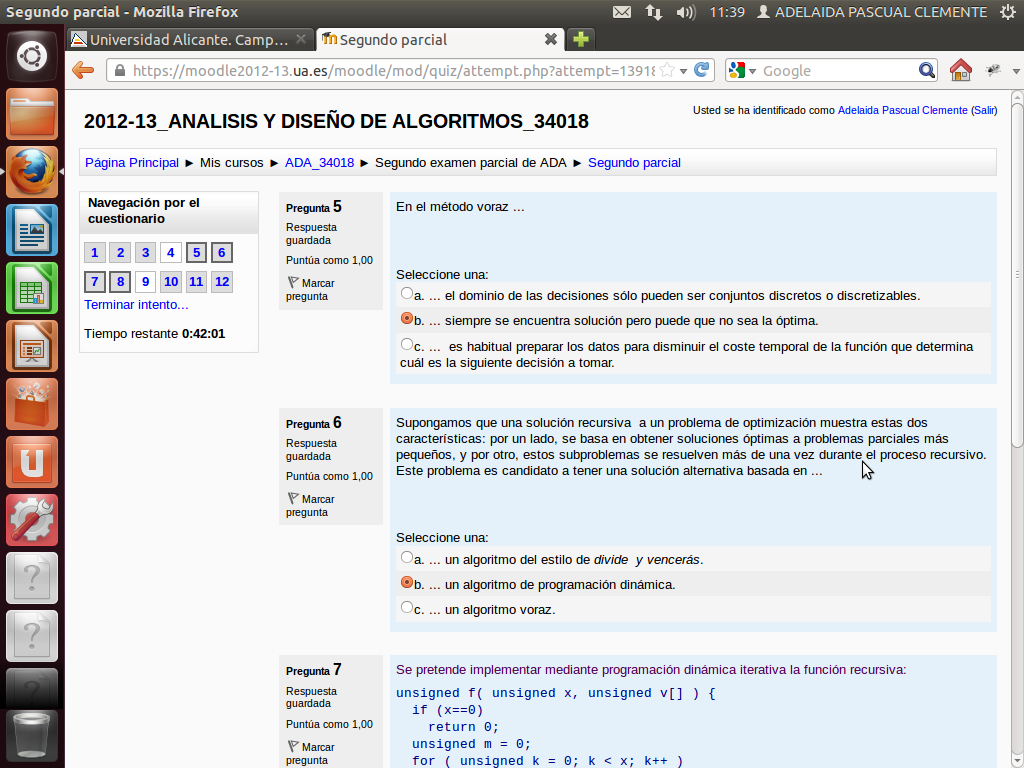 Segundo parcial - Mozilla Firefox
11:39 ADELAIDA PASCUAL CLEMENTE
Universidad Alicante. Camp...
Segundo parcial
https://moodle2012-13.ua.es/moodle/mod/quiz/attempt.php?attempt=13918
Google
Usted se ha identificado como Adelaida Pascual Clemente (Salir)
2012-13_ANALISIS Y DISEÑO DE ALGORITMOS_34018
Página Principal ► Mis cursos ► ADA_34018 ► Segundo examen parcial de ADA ► Segundo parcial
Navegación por el
cuestionario
1 2 3 4 5 6
7 8 9 10 11 12
Terminar intento...
Tiempo restante 0:42:01
Pregunta 5
Respuesta
guardada
Puntúa como 1,00
Marcar
pregunta
En el método voraz ...
Seleccione una:
a. ... el dominio de las decisiones sólo pueden ser conjuntos discretos o discretizables.
b. ... siempre se encuentra solución pero puede que no sea la óptima.
c. ... es habitual preparar los datos para disminuir el coste temporal de la función que determina
cuál es la siguiente decisión a tomar.
Pregunta 6
Respuesta
guardada
Puntúa como 1,00
Marcar
pregunta
Supongamos que una solución recursiva a un problema de optimización muestra estas dos
características: por un lado, se basa en obtener soluciones óptimas a problemas parciales más
pequeños, y por otro, estos subproblemas se resuelven más de una vez durante el proceso recursivo.
Este problema es candidato a tener una solución alternativa basada en ...
Seleccione una:
a. ... un algoritmo del estilo de divide y vencerás.
b. ... un algoritmo de programación dinámica.
c. ... un algoritmo voraz.
Pregunta 7
Respuesta
guardada
Puntúa como 1,00
Marcar
pregunta
Se pretende implementar mediante programación dinámica iterativa la función recursiva:
unsigned f( unsigned x, unsigned v[] ) {
if (x==0)
return 0;
unsigned m = 0;
for ( unsigned k = 0; k < x; k++ )